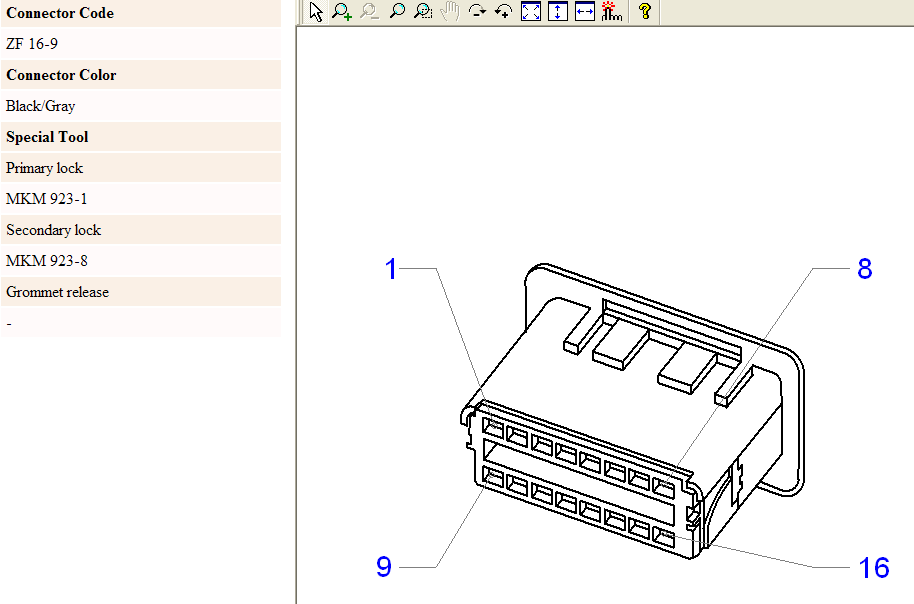 Connector Code
ZF 16-9
Connector Color
Black/Gray
Special Tool
Primary lock
MKM 923-1
Secondary lock
MKM 923-8
Grommet release
-
?
1
8
9
16